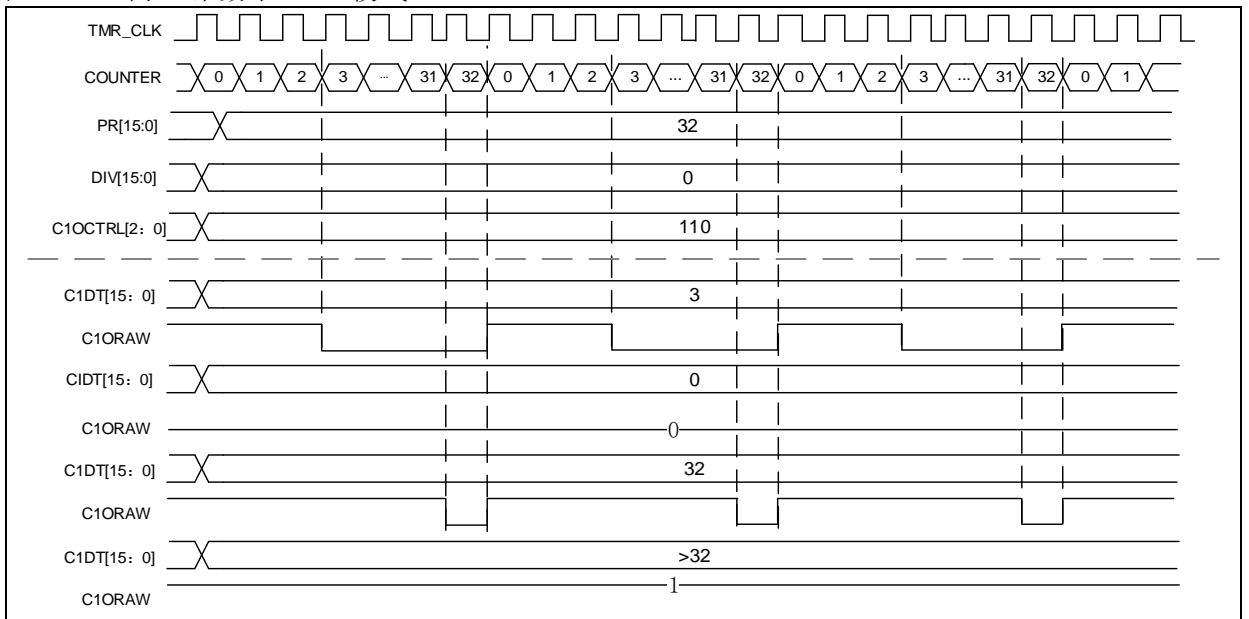 TMR_CLK
COUNTER 0 1 2 3 ... 31 32 0 1 2 3 ... 31 32 0 1 2 3 ... 31 32 0 1
PR[15:0] 32
DIV[15:0] 0
C1OCTRL[2：0] 110
C1DT[15：0] 3
C1ORAW
CIDT[15：0] 0
C1ORAW 0
C1DT[15：0] 32
C1ORAW
C1DT[15：0] >32
C1ORAW 1